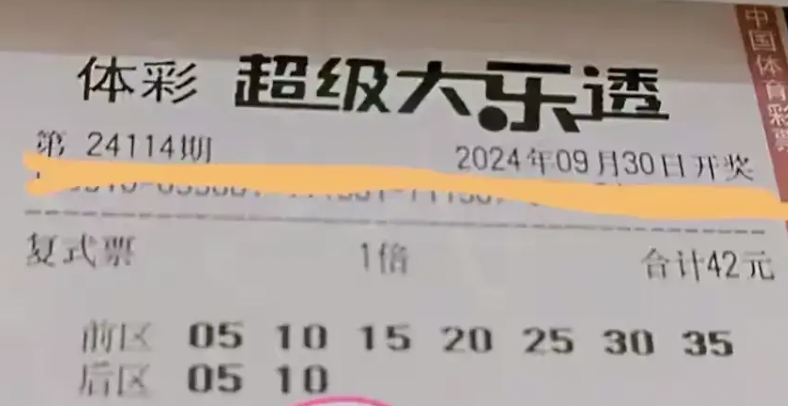 体彩 超级大乐透
中国体育彩票
第 24114期 2024年09月30日开奖
复式票 1倍 合计42元
前区 05 10 15 20 25 30 35
后区 05 10